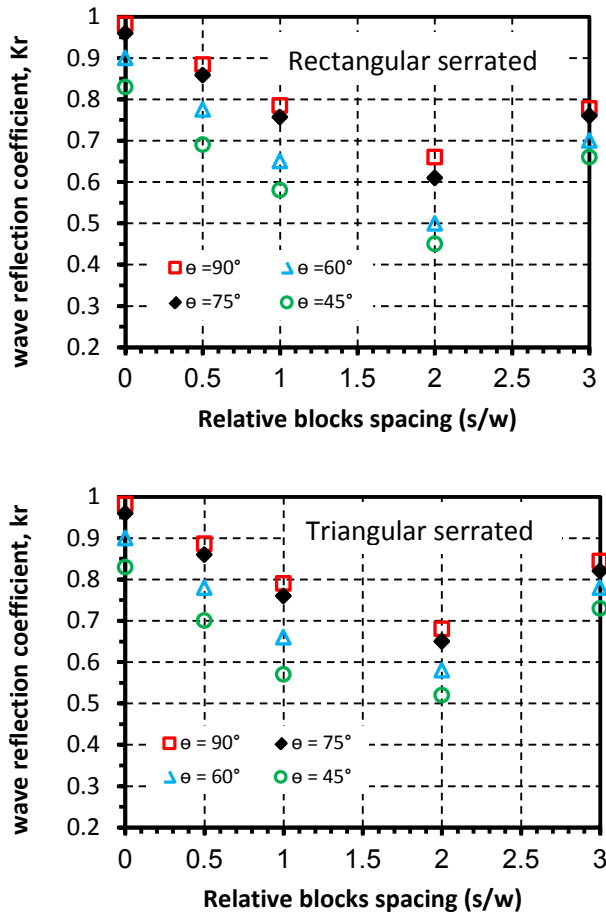 wave reflection coefficient, Kr
1
0.9
0.8
0.7
0.6
0.5
0.4
0.3
0.2
Rectangular serrated
ɵ =90° ɵ =60°
ɵ =75° ɵ =45°
0 0.5 1 1.5 2 2.5 3
Relative blocks spacing (s/w)
wave reflection coefficient, kr
1
0.9
0.8
0.7
0.6
0.5
0.4
0.3
0.2
Triangular serrated
ɵ = 90° ɵ = 75°
ɵ = 60° ɵ = 45°
0 0.5 1 1.5 2 2.5 3
Relative blocks spacing (s/w)